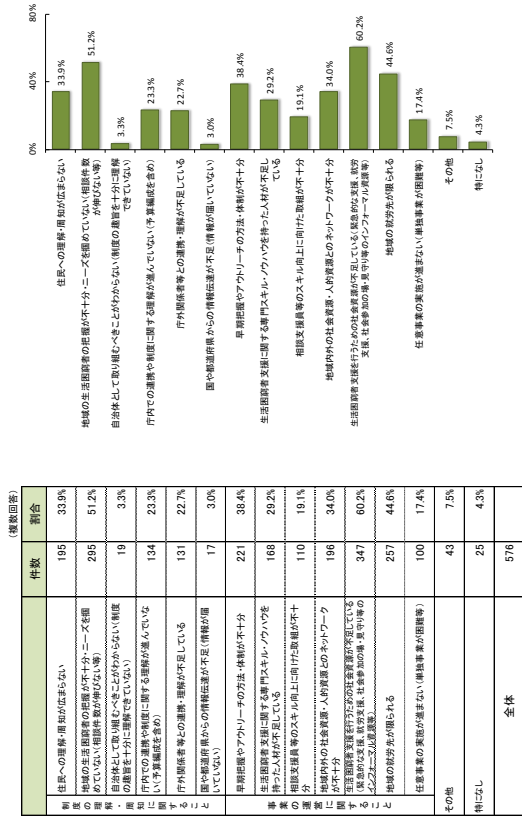 (複数回答)
件数 割合
制度の理解・周知に関すること
住民への理解・周知が広まらない 195 33.9%
地域の生活困窮者の把握が不十分・ニーズを掴
めていない(相談件数が伸びない等) 295 51.2%
自治体として取り組むべきことがわからない(制度
の趣旨を十分に理解できていない) 19 3.3%
庁内での連携や制度に関する理解が進んでいな
い(予算編成を含め) 134 23.3%
庁外関係者等との連携・理解が不足している 131 22.7%
国や都道府県からの情報伝達が不足(情報が届
いていない) 17 3.0%
事業の運営に関すること
早期把握やアウトリーチの方法・体制が不十分 221 38.4%
生活困窮者支援に関する専門スキル・ノウハウを
持った人材が不足している 168 29.2%
相談支援員等のスキル向上に向けた取組が不十
分 110 19.1%
地域内外の社会資源・人的資源とのネットワーク
が不十分 196 34.0%
生活困窮者支援を行うための社会資源が不足している
(緊急的な支援、就労支援、社会参加の場・見守り等の
インフォーマル資源等) 347 60.2%
地域の就労先が限られる 257 44.6%
任意事業の実施が進まない(単独事業が困難等) 100 17.4%
その他 43 7.5%
特になし 25 4.3%
全体 576
0% 40% 80%
住民への理解・周知が広まらない 33.9%
地域の生活困窮者の把握が不十分・ニーズを掴めていない(相談件数
が伸びない等) 51.2%
自治体として取り組むべきことがわからない(制度の趣旨を十分に理解
できていない) 3.3%
庁内での連携や制度に関する理解が進んでいない(予算編成を含め) 23.3%
庁外関係者等との連携・理解が不足している 22.7%
国や都道府県からの情報伝達が不足(情報が届いていない) 3.0%
早期把握やアウトリーチの方法・体制が不十分 38.4%
生活困窮者支援に関する専門スキル・ノウハウを持った人材が不足し
ている 29.2%
相談支援員等のスキル向上に向けた取組が不十分 19.1%
地域内外の社会資源・人的資源とのネットワークが不十分 34.0%
生活困窮者支援を行うための社会資源が不足している(緊急的な支援、就労
支援、社会参加の場・見守り等のインフォーマル資源等) 60.2%
地域の就労先が限られる 44.6%
任意事業の実施が進まない(単独事業が困難等) 17.4%
その他 7.5%
特になし 4.3%